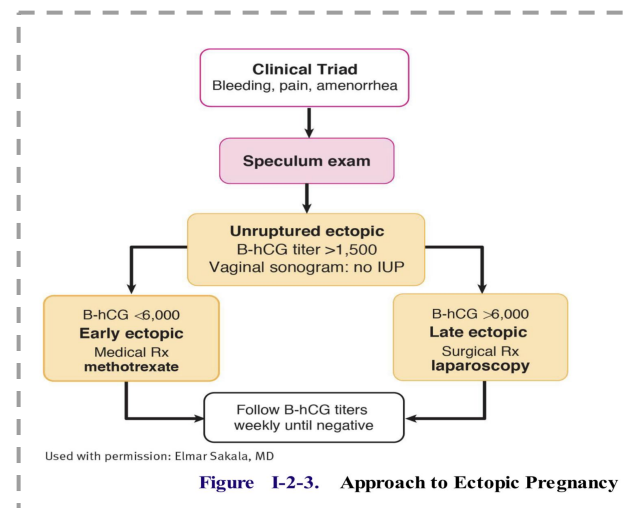 Clinical Triad
Bleeding, pain, amenorrhea
Speculum exam
Unruptured ectopic
B-hCG titer >1,500
Vaginal sonogram: no IUP
B-hCG <6,000
Early ectopic
Medical Rx
methotrexate
B-hCG >6,000
Late ectopic
Surgical Rx
laparoscopy
Follow B-hCG titers
weekly until negative
Used with permission: Elmar Sakala, MD
Figure I-2-3. Approach to Ectopic Pregnancy